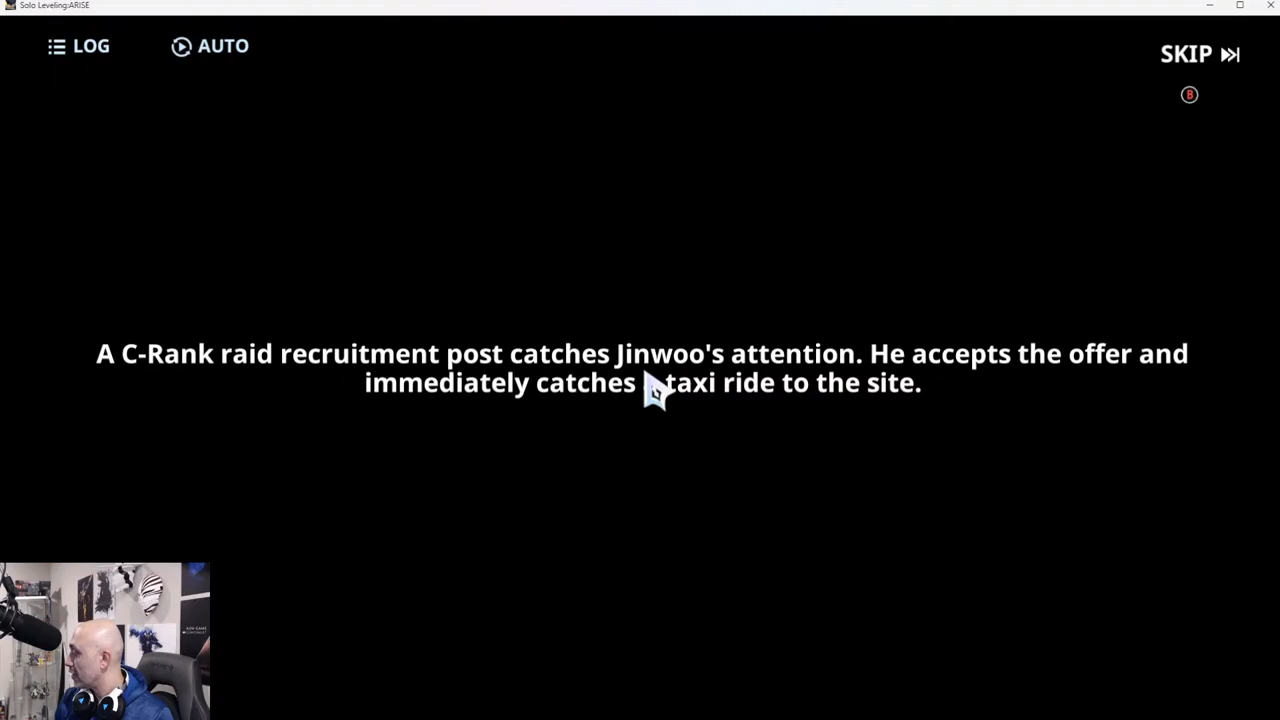 Solo Leveling:ARISE
LOG
AUTO
SKIP
B
A C-Rank raid recruitment post catches Jinwoo's attention. He accepts the offer and
immediately catches taxi ride to the site.